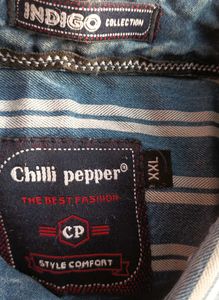 INDIGO COLLECTION
Chilli pepper®
XXL
THE BEST FASHION
CP
STYLE COMFORT